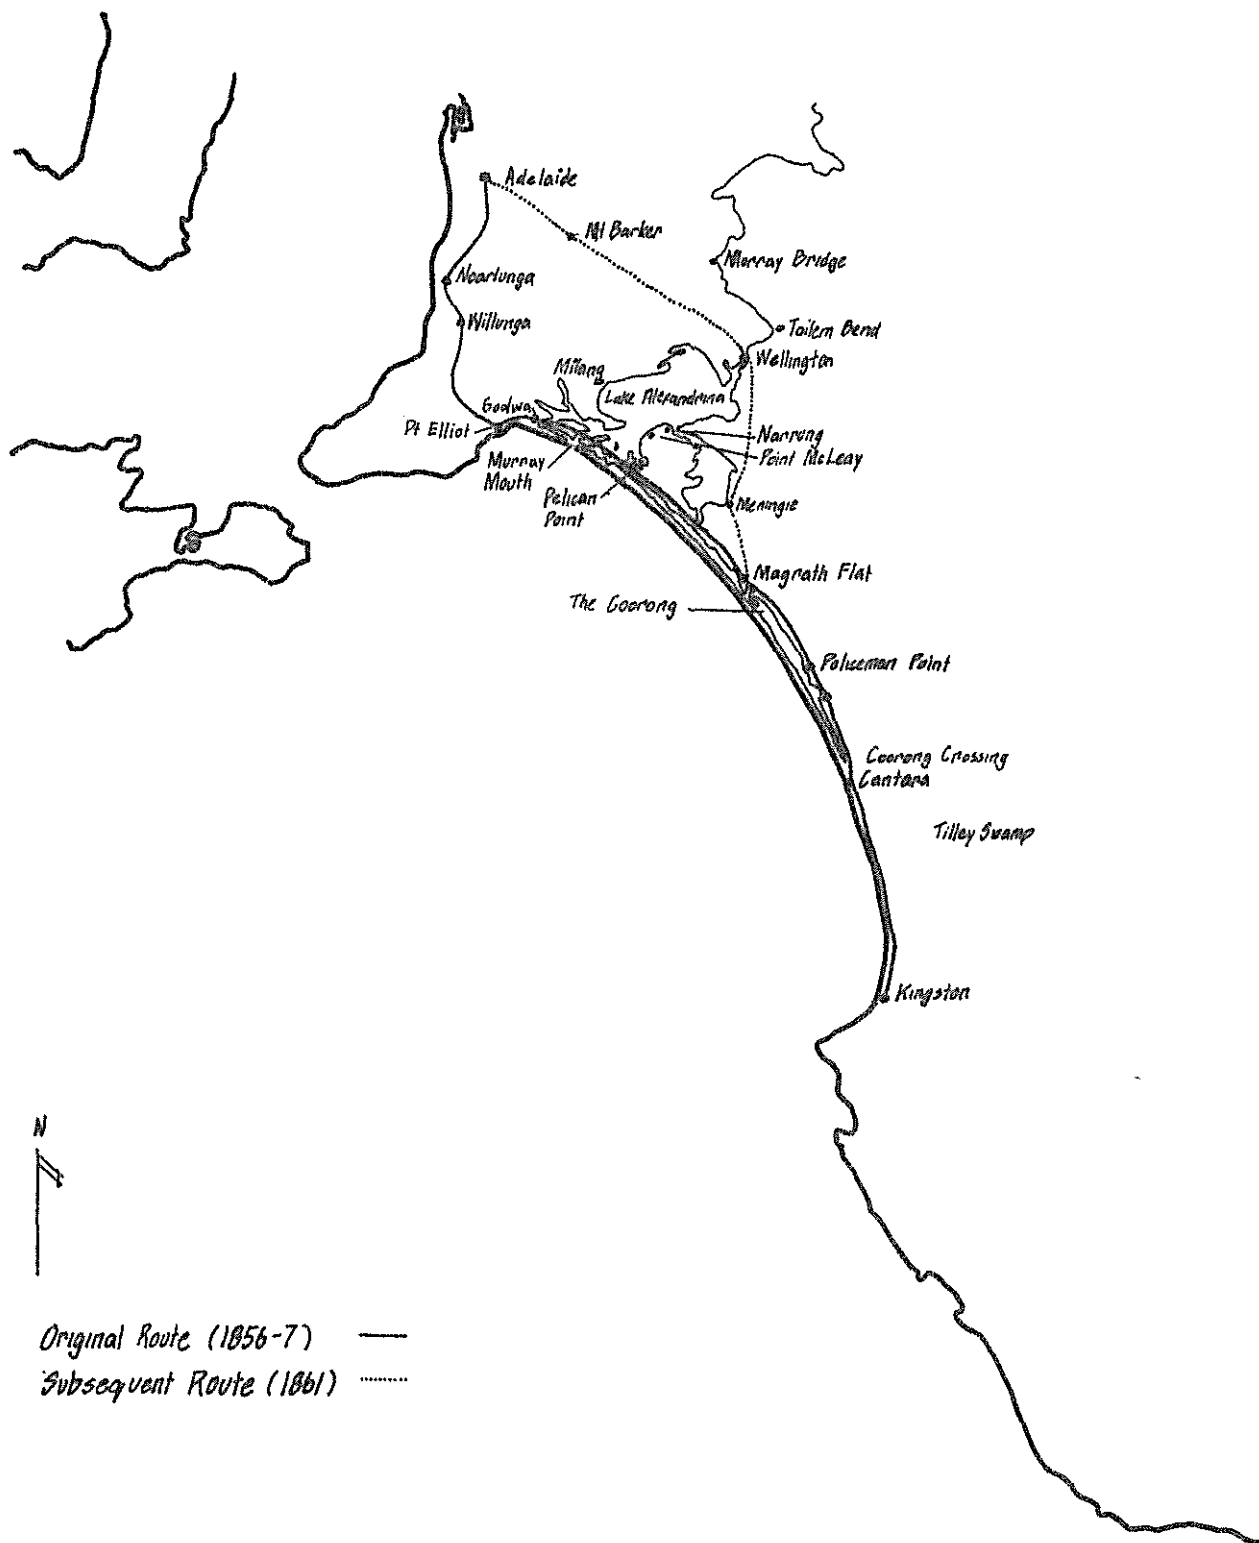 Adelaide
Mt Barker
Murray Bridge
Noarlunga
Willunga
Tailem Bend
Wellington
Milang
Lake Alexandrina
Goolwa
Pt Elliot
Narrung
Point McLeay
Murray
Mouth
Pelican
Point
Meningie
Magrath Flat
The Coorong
Policeman Point
Coorong Crossing
Cantara
Tilley Swamp
Kingston
N
Original Route (1856-7)
Subsequent Route (1861)